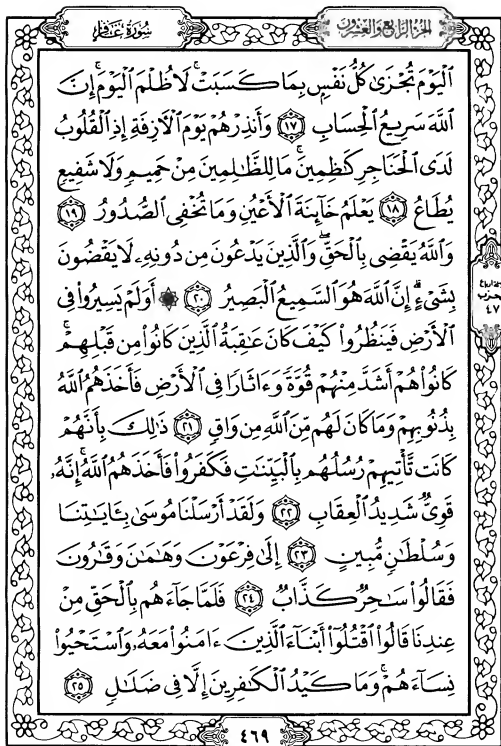 الجزء الرابع والعشرون
سورة غافر
ٱلْيَوْمَ تُجْزَىٰ كُلُّ نَفْسٍۭ بِمَا كَسَبَتْ ۚ لَا ظُلْمَ ٱلْيَوْمَ ۚ إِنَّ
ٱللَّهَ سَرِيعُ ٱلْحِسَابِ ١٧ وَأَنذِرْهُمْ يَوْمَ ٱلْأَزِفَةِ إِذِ ٱلْقُلُوبُ
لَدَى ٱلْحَنَاجِرِ كَٰظِمِينَ ۚ مَا لِلظَّٰلِمِينَ مِنْ حَمِيمٍ وَلَا شَفِيعٍ
يُطَاعُ ١٨ يَعْلَمُ خَآئِنَةَ ٱلْأَعْيُنِ وَمَا تُخْفِى ٱلصُّدُورُ ١٩
وَٱللَّهُ يَقْضِى بِٱلْحَقِّ ۖ وَٱلَّذِينَ يَدْعُونَ مِن دُونِهِۦ لَا يَقْضُونَ
بِشَىْءٍ ۗ إِنَّ ٱللَّهَ هُوَ ٱلسَّمِيعُ ٱلْبَصِيرُ ٢٠ ۞ أَوَلَمْ يَسِيرُوا۟ فِى
ٱلْأَرْضِ فَيَنظُرُوا۟ كَيْفَ كَانَ عَٰقِبَةُ ٱلَّذِينَ كَانُوا۟ مِن قَبْلِهِمْ ۚ
كَانُوا۟ هُمْ أَشَدَّ مِنْهُمْ قُوَّةً وَءَاثَارًا فِى ٱلْأَرْضِ فَأَخَذَهُمُ ٱللَّهُ
بِذُنُوبِهِمْ وَمَا كَانَ لَهُم مِّنَ ٱللَّهِ مِن وَاقٍ ٢١ ذَٰلِكَ بِأَنَّهُمْ
كَانَت تَّأْتِيهِمْ رُسُلُهُم بِٱلْبَيِّنَٰتِ فَكَفَرُوا۟ فَأَخَذَهُمُ ٱللَّهُ ۚ إِنَّهُۥ
قَوِىٌّ شَدِيدُ ٱلْعِقَابِ ٢٢ وَلَقَدْ أَرْسَلْنَا مُوسَىٰ بِـَٔايَٰتِنَا
وَسُلْطَٰنٍ مُّبِينٍ ٢٣ إِلَىٰ فِرْعَوْنَ وَهَٰمَٰنَ وَقَٰرُونَ
فَقَالُوا۟ سَٰحِرٌ كَذَّابٌ ٢٤ فَلَمَّا جَآءَهُم بِٱلْحَقِّ مِنْ
عِندِنَا قَالُوا۟ ٱقْتُلُوٓا۟ أَبْنَآءَ ٱلَّذِينَ ءَامَنُوا۟ مَعَهُۥ وَٱسْتَحْيُوا۟
نِسَآءَهُمْ ۚ وَمَا كَيْدُ ٱلْكَٰفِرِينَ إِلَّا فِى ضَلَٰلٍ ٢٥
٤٧
٤٦٩